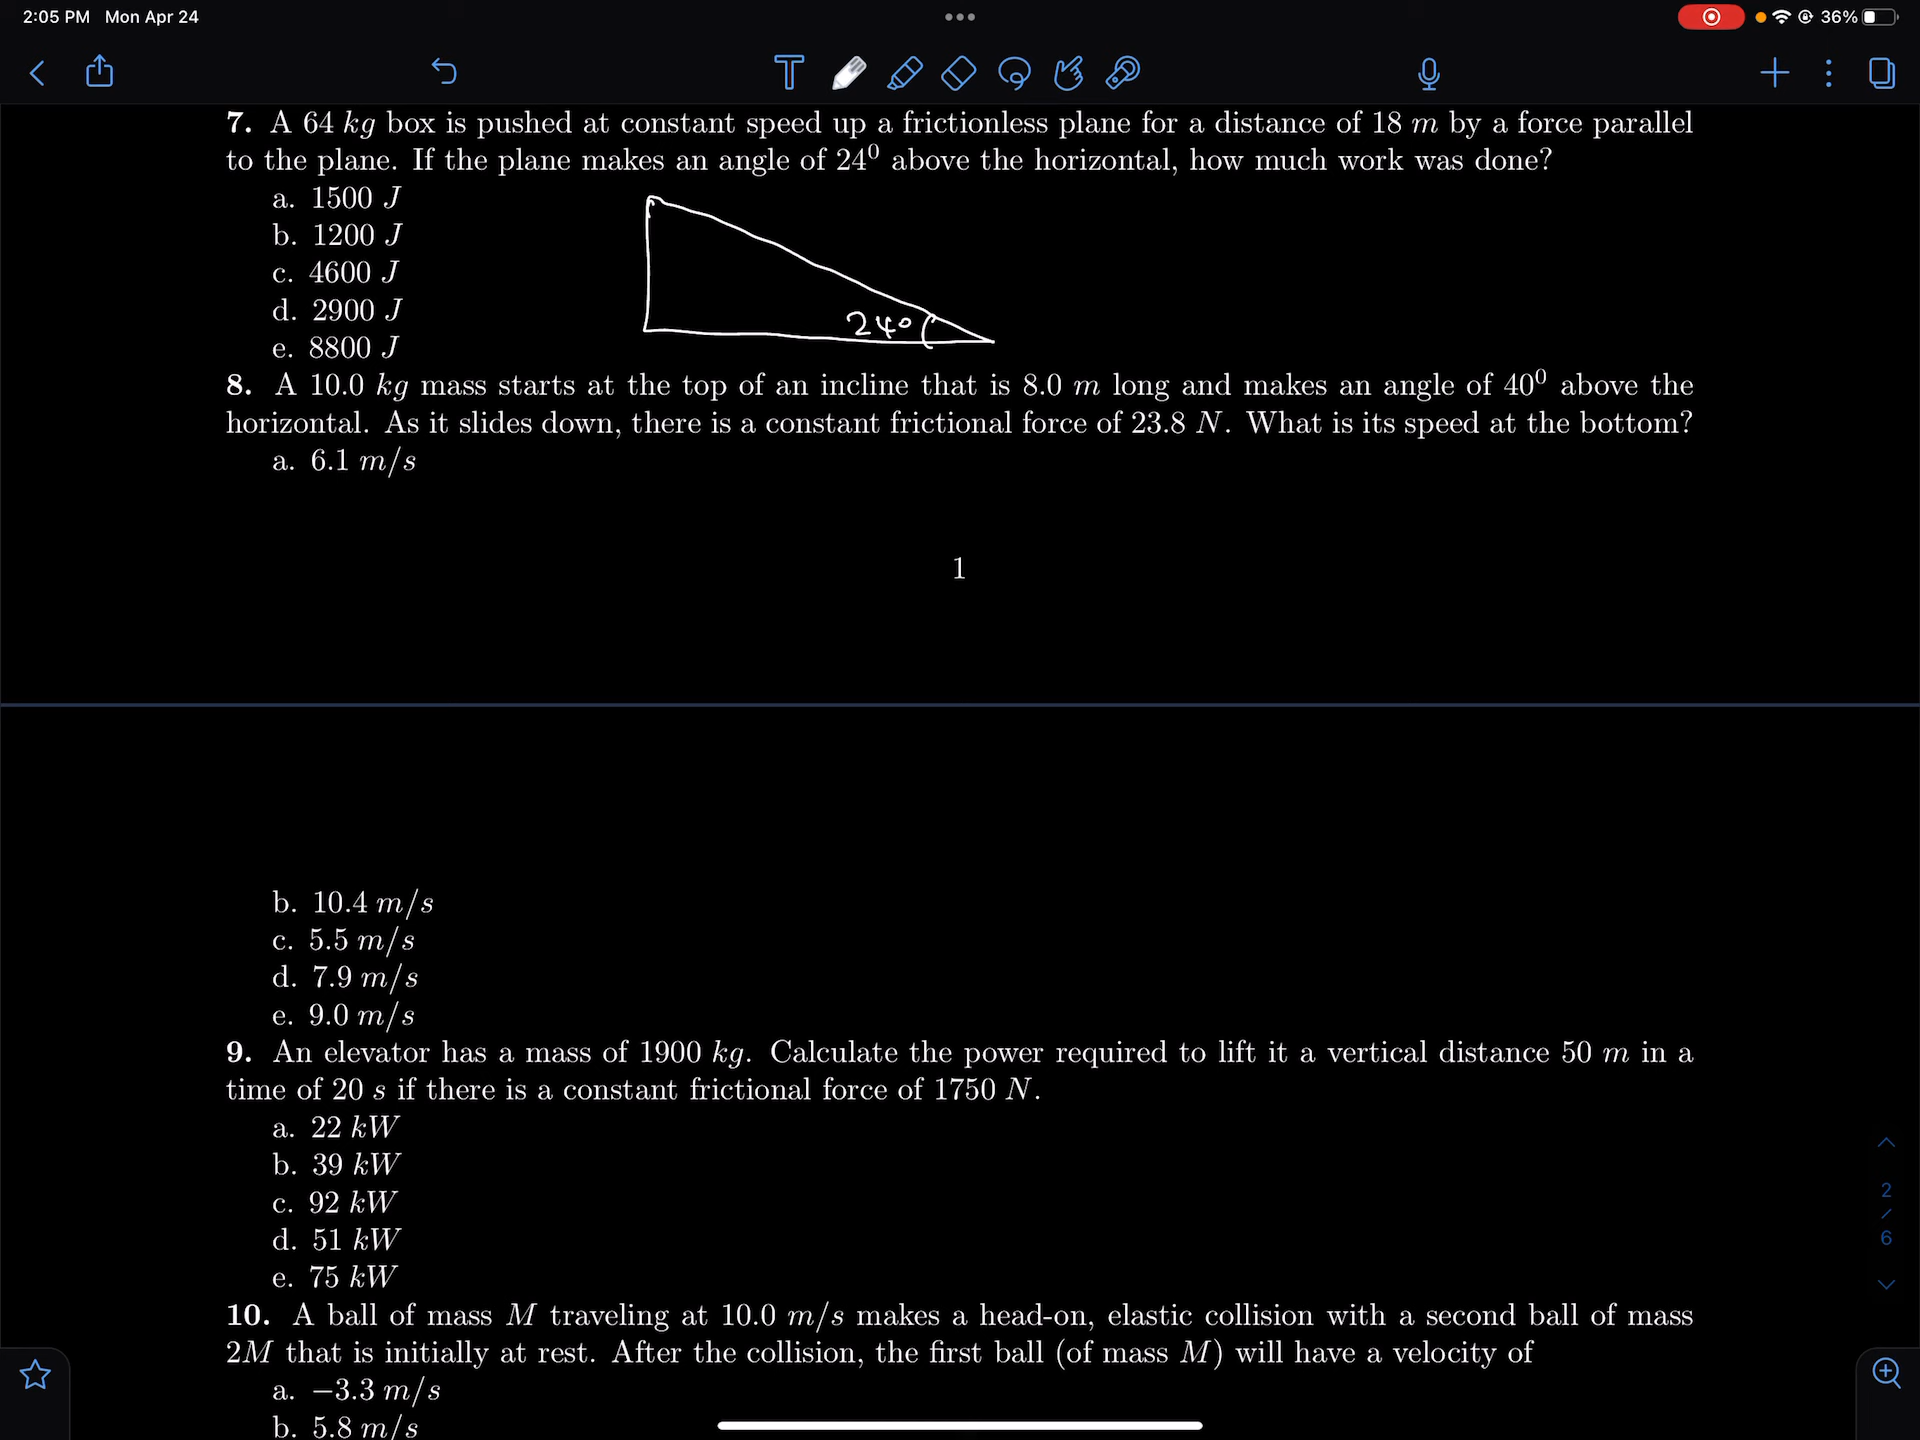 2:05 PM Mon Apr 24
36%
7. A 64 kg box is pushed at constant speed up a frictionless plane for a distance of 18 m by a force parallel
to the plane. If the plane makes an angle of 24⁰ above the horizontal, how much work was done?
a. 1500 J
b. 1200 J
c. 4600 J
d. 2900 J
e. 8800 J
24°
8. A 10.0 kg mass starts at the top of an incline that is 8.0 m long and makes an angle of 40⁰ above the
horizontal. As it slides down, there is a constant frictional force of 23.8 N. What is its speed at the bottom?
a. 6.1 m/s
1
b. 10.4 m/s
c. 5.5 m/s
d. 7.9 m/s
e. 9.0 m/s
9. An elevator has a mass of 1900 kg. Calculate the power required to lift it a vertical distance 50 m in a
time of 20 s if there is a constant frictional force of 1750 N.
a. 22 kW
b. 39 kW
c. 92 kW
d. 51 kW
e. 75 kW
2
/
6
10. A ball of mass M traveling at 10.0 m/s makes a head-on, elastic collision with a second ball of mass
2M that is initially at rest. After the collision, the first ball (of mass M) will have a velocity of
a. −3.3 m/s
b. 5.8 m/s